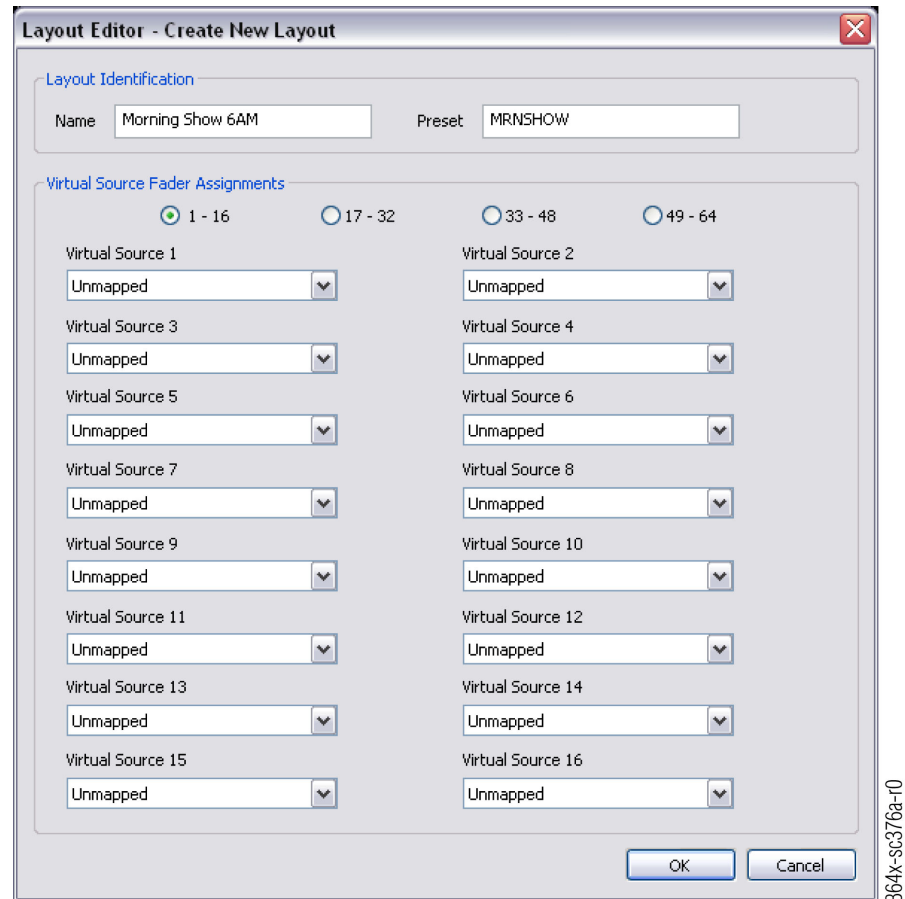 Layout Editor - Create New Layout
Layout Identification
Name Morning Show 6AM Preset MRNSHOW
Virtual Source Fader Assignments
1 - 16 17 - 32 33 - 48 49 - 64
Virtual Source 1 Virtual Source 2
Unmapped Unmapped
Virtual Source 3 Virtual Source 4
Unmapped Unmapped
Virtual Source 5 Virtual Source 6
Unmapped Unmapped
Virtual Source 7 Virtual Source 8
Unmapped Unmapped
Virtual Source 9 Virtual Source 10
Unmapped Unmapped
Virtual Source 11 Virtual Source 12
Unmapped Unmapped
Virtual Source 13 Virtual Source 14
Unmapped Unmapped
Virtual Source 15 Virtual Source 16
Unmapped Unmapped
OK Cancel
864x-sc376a-r0